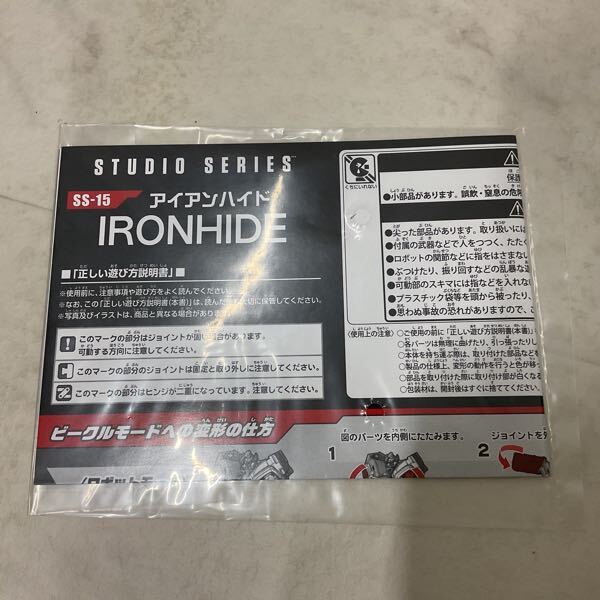 STUDIO SERIES
SS-15
アイアンハイド
IRONHIDE
■「正しい遊び方説明書」■
※使用前に、注意事項や遊び方をよく読んでください。
※なお、この「正しい遊び方説明書(本書)」は、読んだ後も大切に保管してください。
※写真及びイラストは、商品と異なる場合があります。
このマークの部分はジョイントが固い場合があります。
可動する方向に注意してください。
このマークの部分のジョイントは固定と取り外しに注意してください。
このマークの部分はヒンジが二重になっています。注意してください。
くちにいれない
●小部品があります。誤飲・窒息の危険
●尖った部品があります。取り扱いには
●付属の武器などで人をつつく、たたく
●ロボットの関節などに指をはさまない
●ぶつけたり、振り回すなどの乱暴な遊
●可動部のスキマには指などを入れない
●プラスチック袋等を頭から被ったり、
●思わぬ事故の恐れがありますので、
〈使用上の注意〉
○ご使用の前に「正しい遊び方説明書(本書)」
○各パーツは無理に曲げたり、引っ張ったり
○本体を持ち運ぶ際は、取り付けた部
○製品の仕様上、変形の動作を行うと色が移
○部品を取り付けた際に取り付け部が白くなる
○包装材は、開封後はすぐに捨ててください。
ビークルモードへの変形の仕方
1
図のパーツを内側にたたみます。
2
ジョイントを外